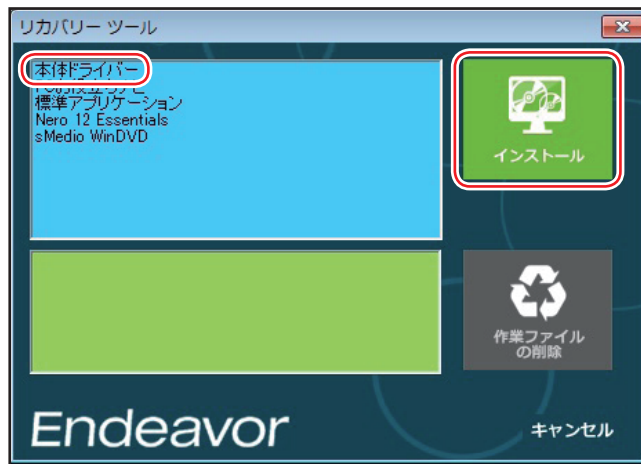 リカバリー ツール
本体ドライバー
標準アプリケーション
Nero 12 Essentials
sMedio WinDVD
インストール
作業ファイル
の削除
Endeavor
キャンセル